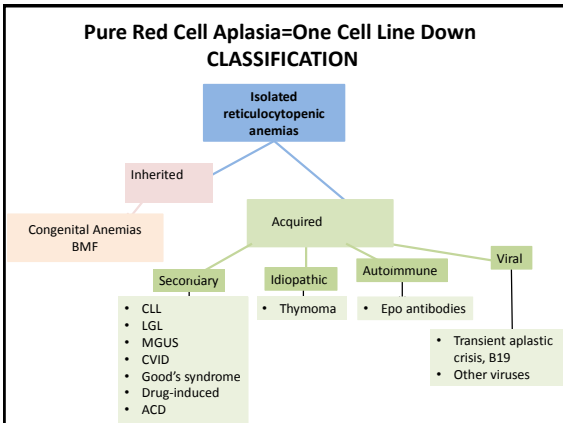 Pure Red Cell Aplasia=One Cell Line Down
CLASSIFICATION
Isolated
reticulocytopenic
anemias
Inherited
Congenital Anemias
BMF
Acquired
Secondary
• CLL
• LGL
• MGUS
• CVID
• Good's syndrome
• Drug-induced
• ACD
Idiopathic
• Thymoma
Autoimmune
• Epo antibodies
Viral
• Transient aplastic
crisis, B19
• Other viruses